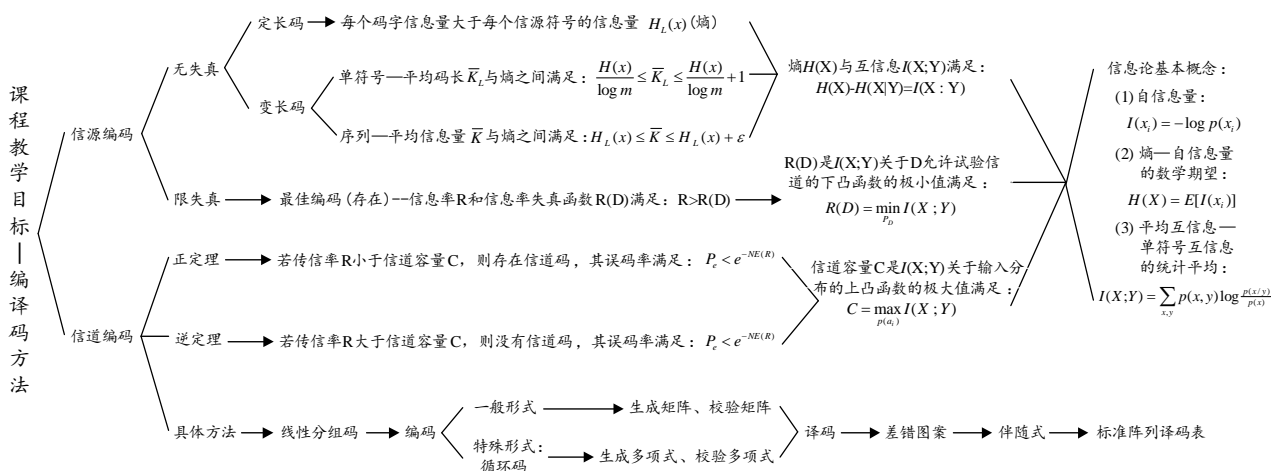 课程教学目标—编译码方法
信源编码
无失真
定长码
每个码字信息量大于每个信源符号的信息量 H_L(x)(熵)
变长码
单符号—平均码长 K̅_L 与熵之间满足: H(x)/log m ≤ K̅_L ≤ H(x)/log m + 1
序列—平均信息量 K̅ 与熵之间满足: H_L(x) ≤ K̅ ≤ H_L(x) + ε
熵H(X)与互信息I(X;Y)满足:
H(X)-H(X|Y)=I(X : Y)
限失真
最佳编码(存在)--信息率R和信息率失真函数R(D)满足: R>R(D)
R(D)是I(X;Y)关于D允许试验信
道的下凸函数的极小值满足:
R(D) = min_{P_D} I(X ; Y)
信道编码
正定理
若传信率R小于信道容量C, 则存在信道码, 其误码率满足: P_e < e^{-NE(R)}
逆定理
若传信率R大于信道容量C, 则没有信道码, 其误码率满足: P_e < e^{-NE(R)}
信道容量C是I(X;Y)关于输入分
布的上凸函数的极大值满足:
C = max_{p(a_i)} I(X ; Y)
具体方法
线性分组码
编码
一般形式
生成矩阵、校验矩阵
特殊形式:
循环码
生成多项式、校验多项式
译码
差错图案
伴随式
标准阵列译码表
信息论基本概念:
(1)自信息量:
I(x_i) = -log p(x_i)
(2) 熵—自信息量
的数学期望:
H(X) = E[I(x_i)]
(3) 平均互信息—
单符号互信息
的统计平均:
I(X;Y) = ∑_{x,y} p(x, y) log p(x/y)/p(x)